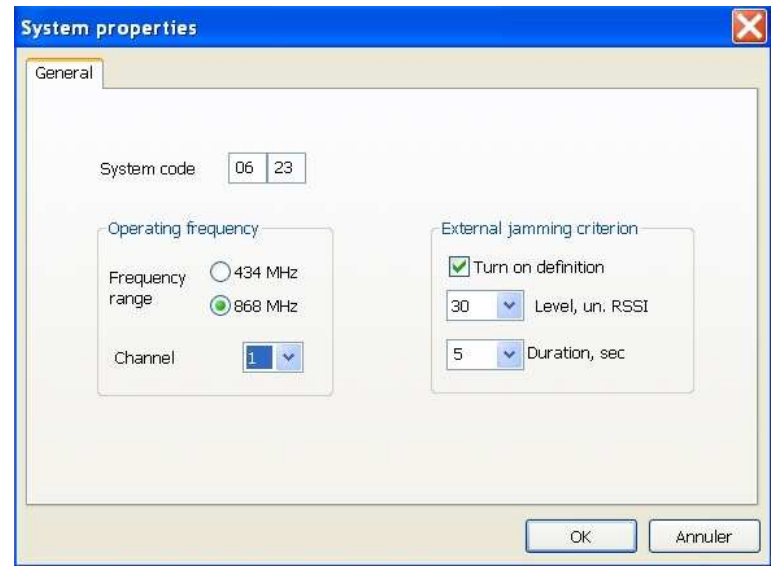 System properties
General
System code 06 23
Operating frequency
Frequency range
434 MHz
868 MHz
Channel 1
External jamming criterion
Turn on definition
30 Level, un. RSSI
5 Duration, sec
OK Annuler